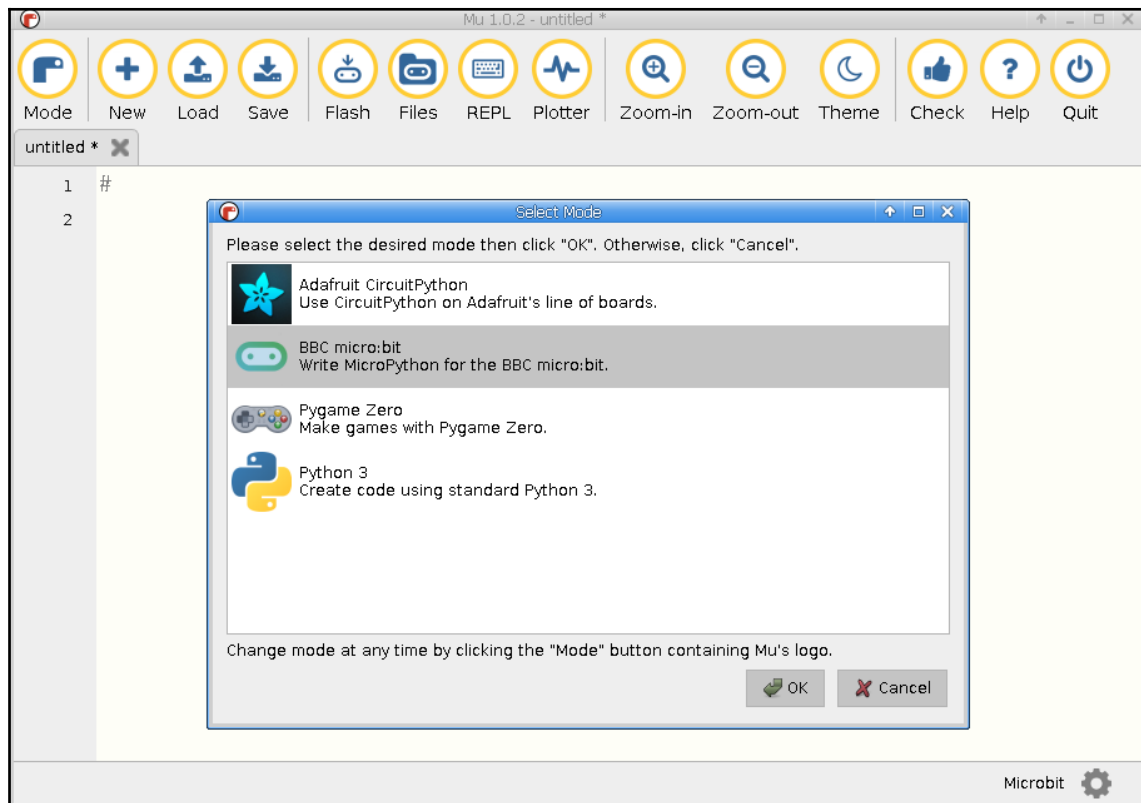 Mu 1.0.2 - untitled *
Mode New Load Save Flash Files REPL Plotter Zoom-in Zoom-out Theme Check Help Quit
untitled *
1 #
2
Select Mode
Please select the desired mode then click "OK". Otherwise, click "Cancel".
Adafruit CircuitPython
Use CircuitPython on Adafruit's line of boards.
BBC micro:bit
Write MicroPython for the BBC micro:bit.
Pygame Zero
Make games with Pygame Zero.
Python 3
Create code using standard Python 3.
Change mode at any time by clicking the "Mode" button containing Mu's logo.
OK Cancel
Microbit